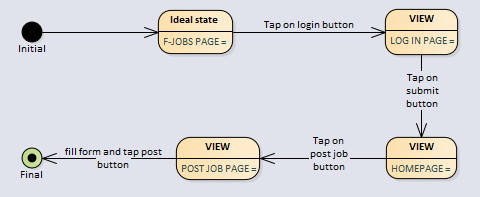 Initial
Ideal state
F-JOBS PAGE =
Tap on login button
VIEW
LOG IN PAGE =
Tap on
submit
button
VIEW
HOMEPAGE =
Tap on
post job
button
VIEW
POST JOB PAGE =
fill form and tap post
button
Final